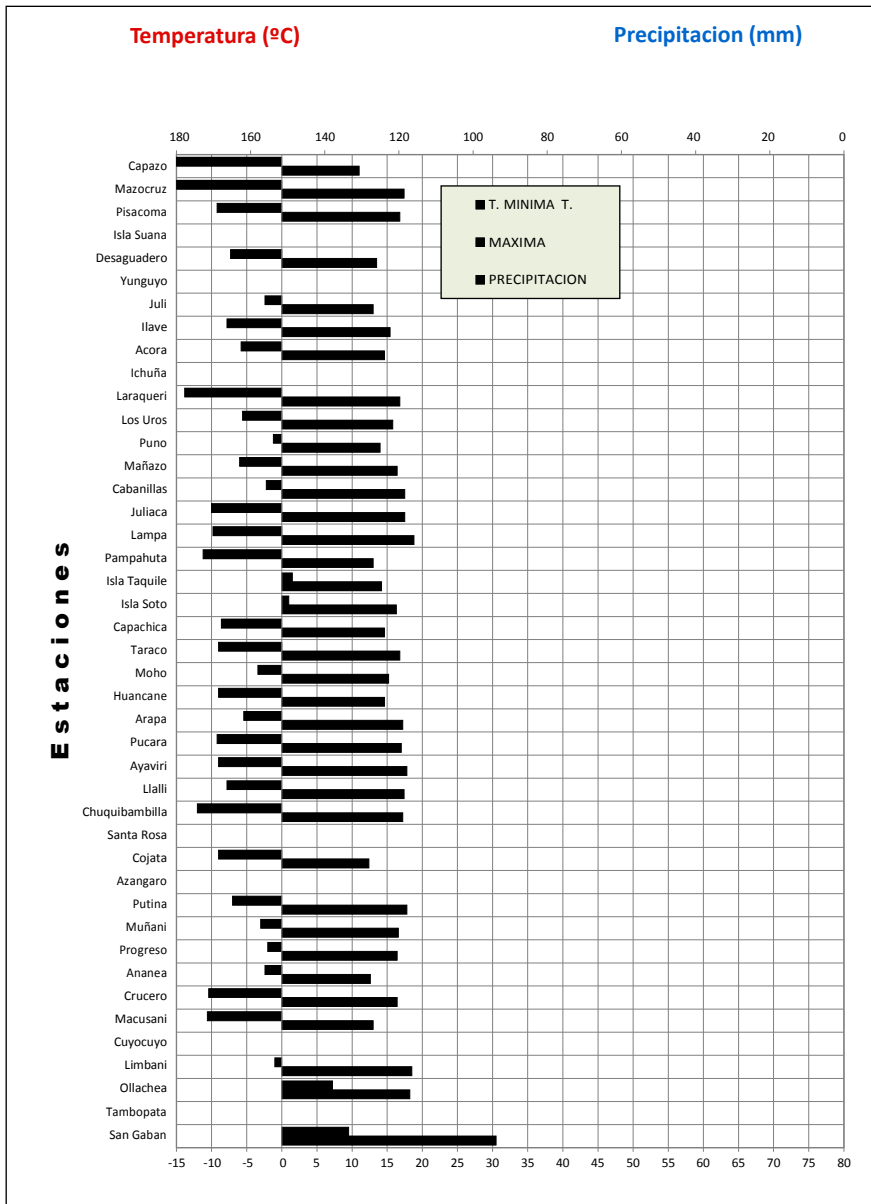 Temperatura (ºC) Precipitacion (mm)
180 160 140 120 100 80 60 40 20 0
Capazo
Mazocruz
Pisacoma
Isla Suana
Desaguadero
Yunguyo
Juli
Ilave
Acora
Ichuña
Laraqueri
Los Uros
Puno
Mañazo
Cabanillas
Juliaca
Lampa
Pampahuta
Isla Taquile
Isla Soto
Capachica
Taraco
Moho
Huancane
Arapa
Pucara
Ayaviri
Llalli
Chuquibambilla
Santa Rosa
Cojata
Azangaro
Putina
Muñani
Progreso
Ananea
Crucero
Macusani
Cuyocuyo
Limbani
Ollachea
Tambopata
San Gaban
T. MINIMA T.
MAXIMA
PRECIPITACION
Estaciones
-15 -10 -5 0 5 10 15 20 25 30 35 40 45 50 55 60 65 70 75 80